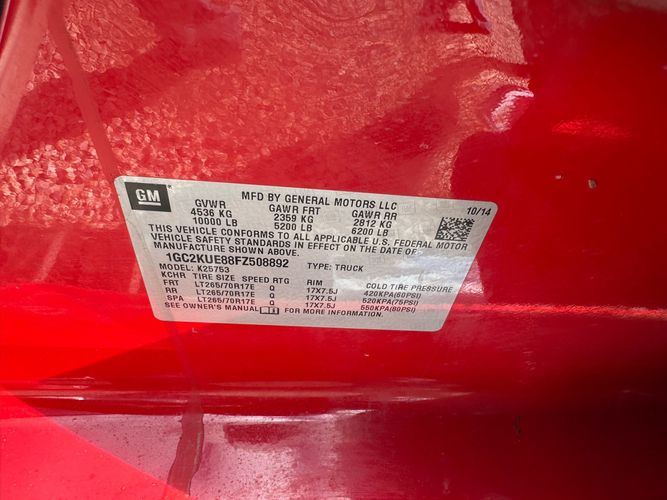 GM ®
MFD BY GENERAL MOTORS LLC 10/14
GVWR GAWR FRT GAWR RR
4536 KG 2359 KG 2812 KG
10000 LB 5200 LB 6200 LB
THIS VEHICLE CONFORMS TO ALL APPLICABLE U.S. FEDERAL MOTOR
VEHICLE SAFETY STANDARDS IN EFFECT ON THE DATE OF
MANUFACTURE SHOWN ABOVE.
1GC2KUE88FZ508892 TYPE: TRUCK
MODEL: K25753
KCHR TIRE SIZE SPEED RTG RIM COLD TIRE PRESSURE
FRT LT265/70R17E Q 17X7.5J 420KPA(60PSI)
RR LT265/70R17E Q 17X7.5J 520KPA(75PSI)
SPA LT265/70R17E Q 17X7.5J 550KPA(80PSI)
SEE OWNER'S MANUAL FOR MORE INFORMATION.